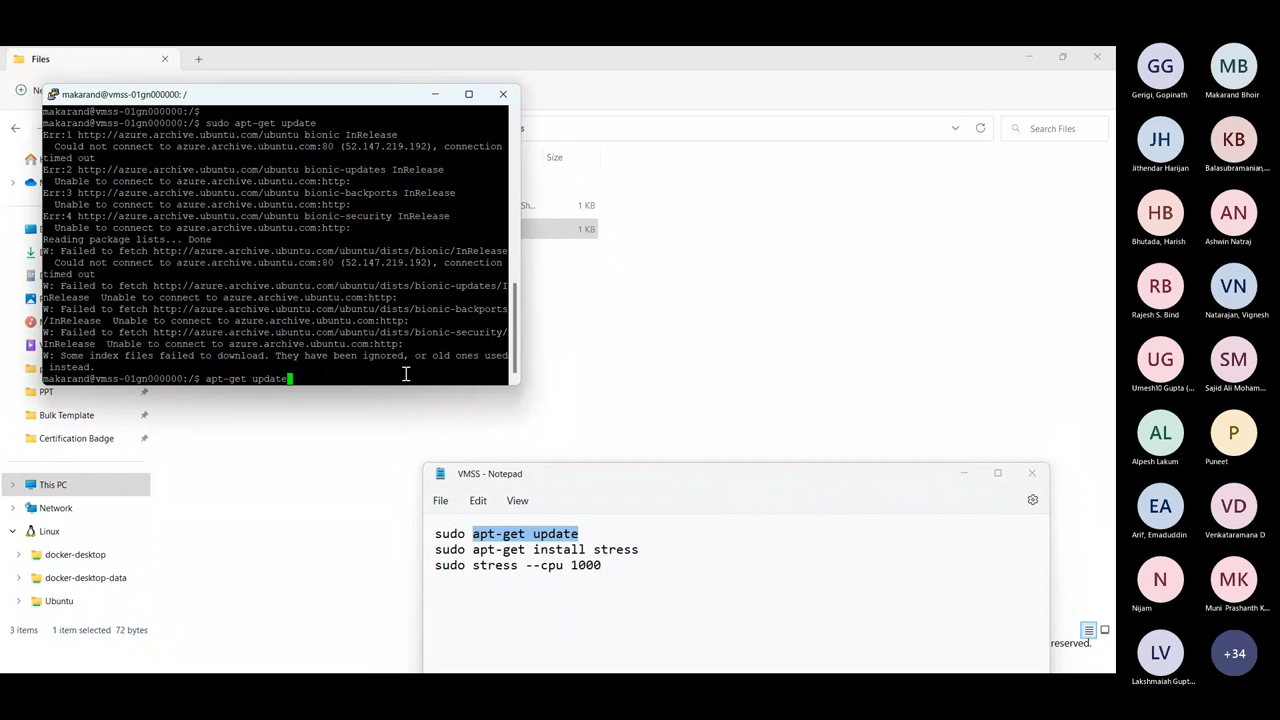 Files
makarand@vmss-01gn000000: /
makarand@vmss-01gn000000:/$
makarand@vmss-01gn000000:/$ sudo apt-get update
Err:1 http://azure.archive.ubuntu.com/ubuntu bionic InRelease
Could not connect to azure.archive.ubuntu.com:80 (52.147.219.192), connection
timed out
Err:2 http://azure.archive.ubuntu.com/ubuntu bionic-updates InRelease
Unable to connect to azure.archive.ubuntu.com:http:
Err:3 http://azure.archive.ubuntu.com/ubuntu bionic-backports InRelease
Unable to connect to azure.archive.ubuntu.com:http:
Err:4 http://azure.archive.ubuntu.com/ubuntu bionic-security InRelease
Unable to connect to azure.archive.ubuntu.com:http:
Reading package lists... Done
W: Failed to fetch http://azure.archive.ubuntu.com/ubuntu/dists/bionic/InRelease
Could not connect to azure.archive.ubuntu.com:80 (52.147.219.192), connection
timed out
W: Failed to fetch http://azure.archive.ubuntu.com/ubuntu/dists/bionic-updates/I
nRelease  Unable to connect to azure.archive.ubuntu.com:http:
W: Failed to fetch http://azure.archive.ubuntu.com/ubuntu/dists/bionic-backports
/InRelease  Unable to connect to azure.archive.ubuntu.com:http:
W: Failed to fetch http://azure.archive.ubuntu.com/ubuntu/dists/bionic-security/
InRelease  Unable to connect to azure.archive.ubuntu.com:http:
W: Some index files failed to download. They have been ignored, or old ones used
instead.
makarand@vmss-01gn000000:/$ apt-get update
Search Files
Size
Sh...
1 KB
1 KB
PPT
Bulk Template
Certification Badge
This PC
Network
Linux
docker-desktop
docker-desktop-data
Ubuntu
3 items
1 item selected 72 bytes
reserved.
VMSS - Notepad
File
Edit
View
sudo apt-get update
sudo apt-get install stress
sudo stress --cpu 1000
GG
Gerigi, Gopinath
MB
Makarand Bhoir
JH
Jithendar Harijan
KB
Balasubramanian,...
HB
Bhutada, Harish
AN
Ashwin Natraj
RB
Rajesh S. Bind
VN
Natarajan, Vignesh
UG
Umesh10 Gupta (...
SM
Sajid Ali Moham...
AL
Alpesh Lakum
P
Puneet
EA
Arif, Emaduddin
VD
Venkataramana D
N
Nijam
MK
Muni Prashanth K...
LV
Lakshmaiah Gupt...
+34